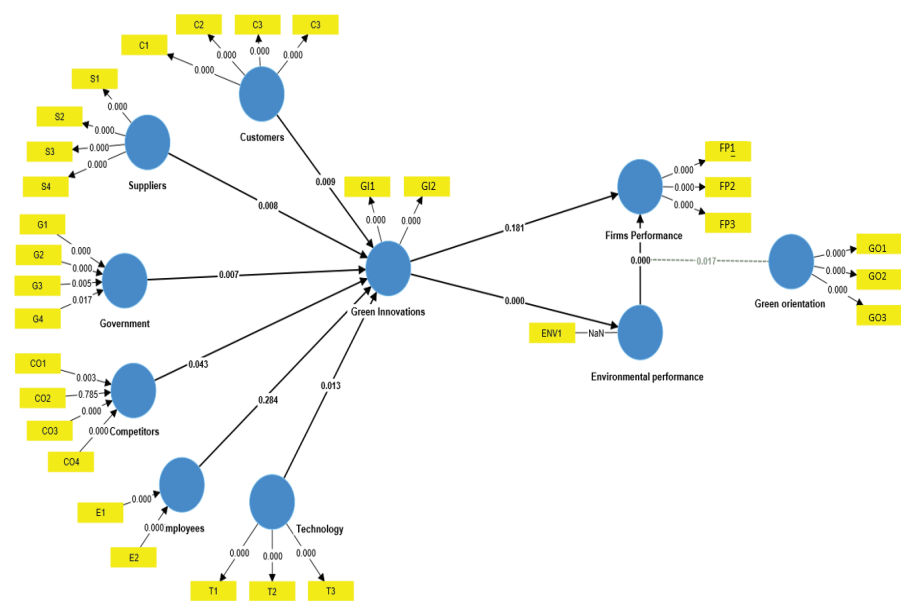 C2
C3
C3
C1
0.000
0.000
0.000
0.000
Customers
S1
0.000
S2
0.000
S3
0.000
S4
0.000
Suppliers
0.009
0.008
GI1
GI2
0.000
0.000
G1
0.000
G2
0.000
G3
0.005
G4
0.017
Government
0.007
Green Innovations
FP1
0.000
FP2
0.000
FP3
0.000
Firms Performance
0.181
0.000
0.017
GO1
0.000
GO2
0.000
GO3
0.000
Green orientation
0.000
ENV1
NaN
Environmental performance
CO1
0.003
CO2
0.785
CO3
0.000
CO4
0.000
Competitors
0.043
0.284
0.013
E1
0.000
E2
0.000
mployees
Technology
0.000
0.000
0.000
T1
T2
T3